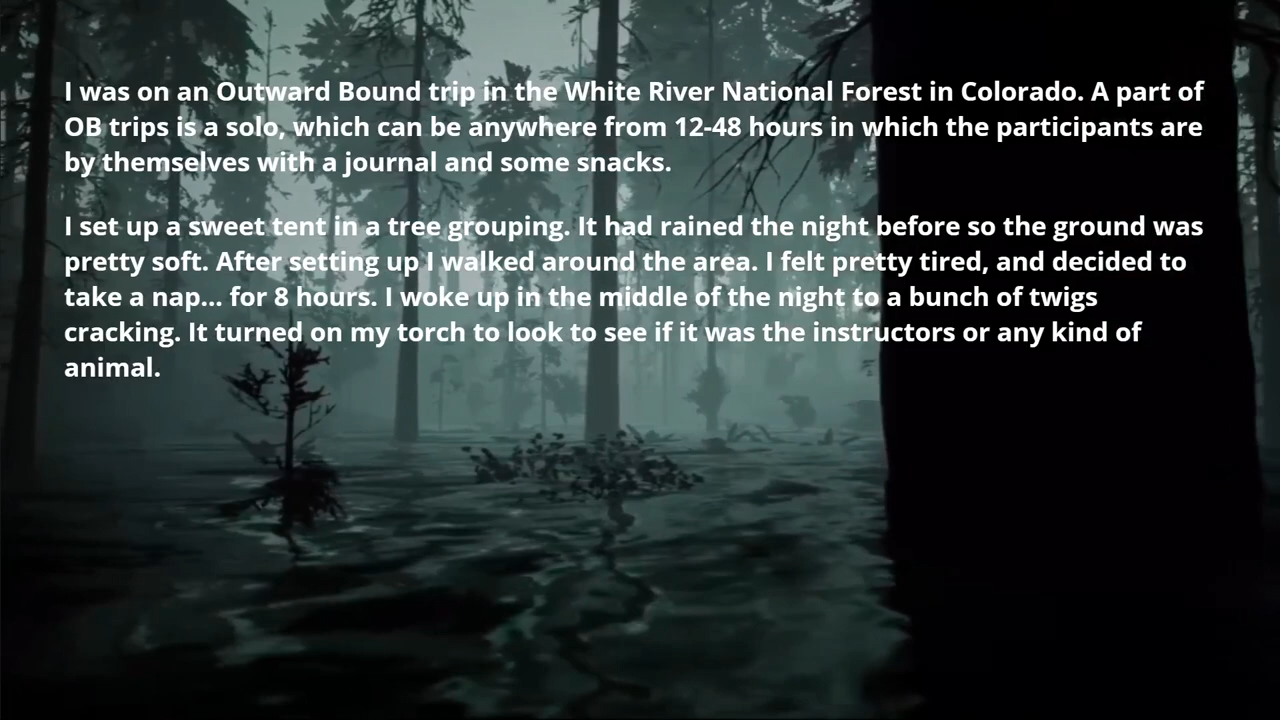 I was on an Outward Bound trip in the White River National Forest in Colorado. A part of
OB trips is a solo, which can be anywhere from 12-48 hours in which the participants are
by themselves with a journal and some snacks.
I set up a sweet tent in a tree grouping. It had rained the night before so the ground was
pretty soft. After setting up I walked around the area. I felt pretty tired, and decided to
take a nap... for 8 hours. I woke up in the middle of the night to a bunch of twigs
cracking. It turned on my torch to look to see if it was the instructors or any kind of
animal.